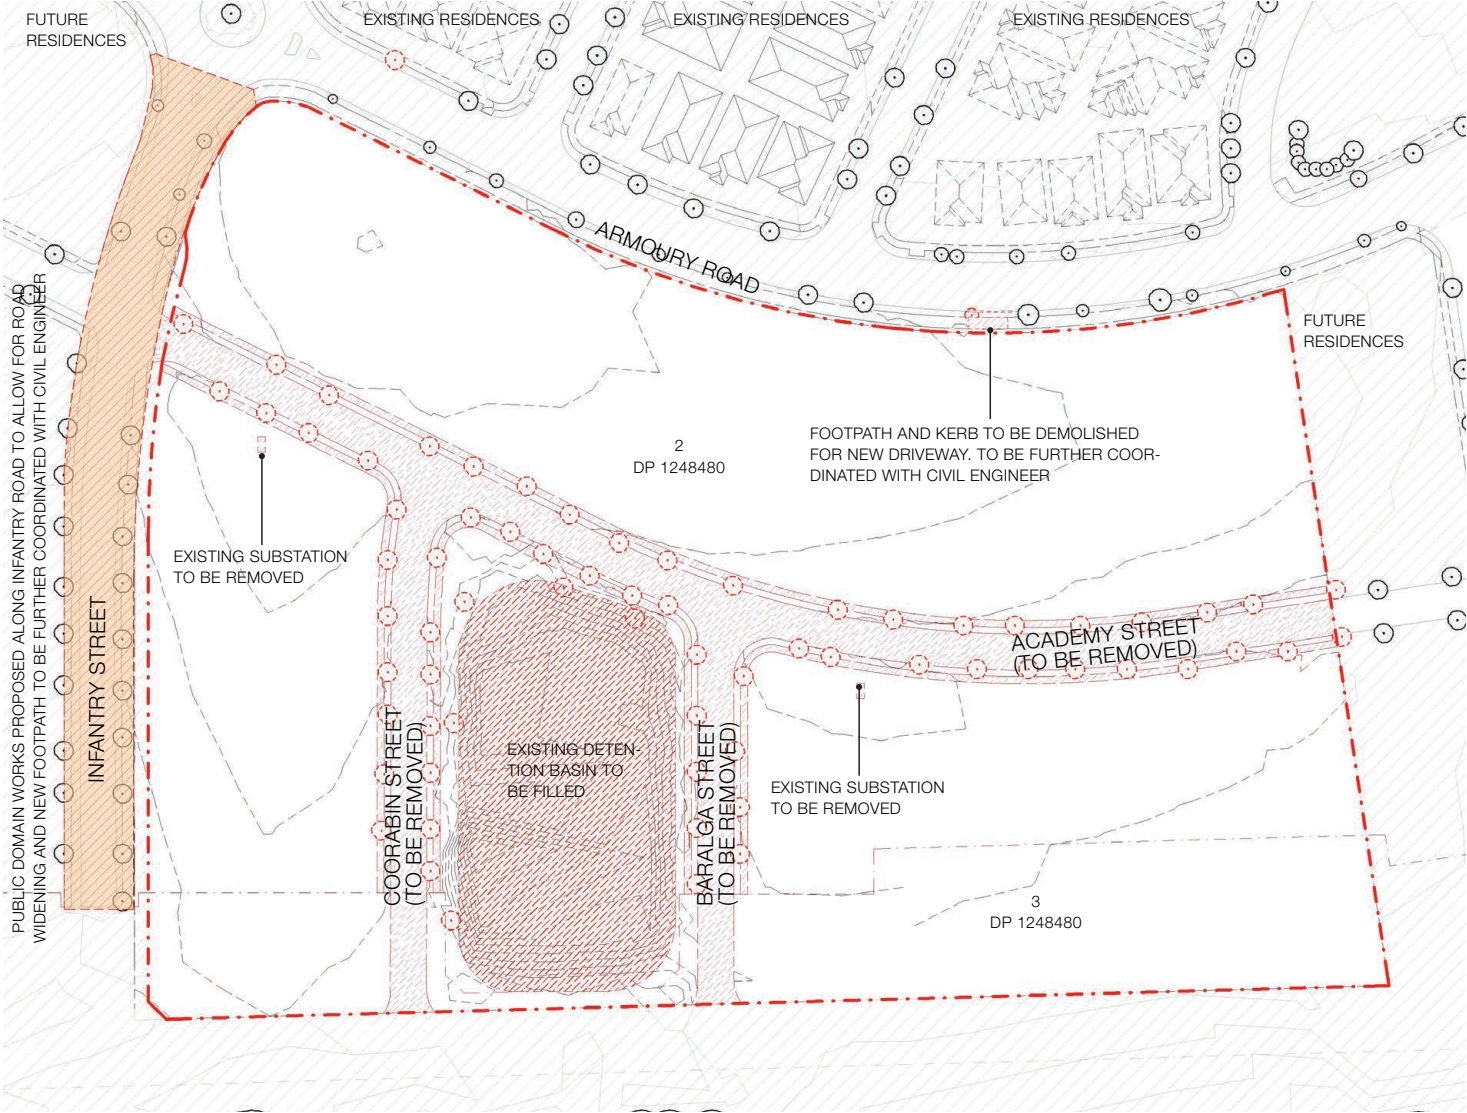 FUTURE
RESIDENCES
EXISTING RESIDENCES
EXISTING RESIDENCES
EXISTING RESIDENCES
ARMOURY ROAD
FUTURE
RESIDENCES
PUBLIC DOMAIN WORKS PROPOSED ALONG INFANTRY ROAD TO ALLOW FOR ROAD
WIDENING AND NEW FOOTPATH TO BE FURTHER COORDINATED WITH CIVIL ENGINEER
INFANTRY STREET
2
DP 1248480
FOOTPATH AND KERB TO BE DEMOLISHED
FOR NEW DRIVEWAY. TO BE FURTHER COOR-
DINATED WITH CIVIL ENGINEER
EXISTING SUBSTATION
TO BE REMOVED
ACADEMY STREET
(TO BE REMOVED)
COORABIN STREET
(TO BE REMOVED)
EXISTING DETEN-
TION BASIN TO
BE FILLED
BARALGA STREET
(TO BE REMOVED)
EXISTING SUBSTATION
TO BE REMOVED
3
DP 1248480